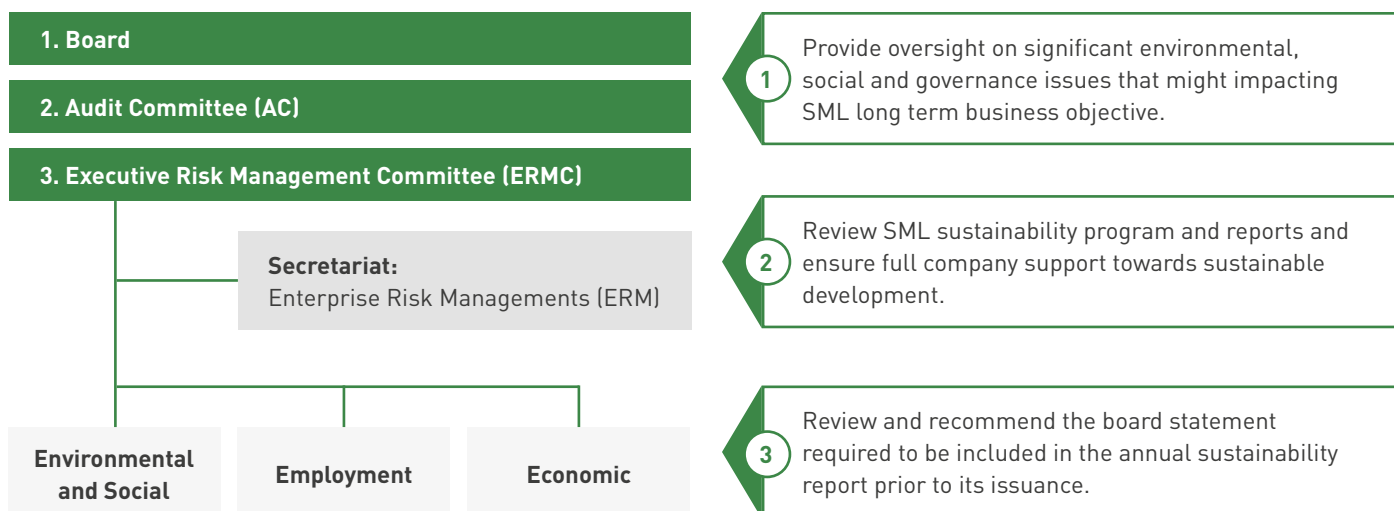 1. Board
2. Audit Committee (AC)
3. Executive Risk Management Committee (ERMC)
Secretariat:
Enterprise Risk Managements (ERM)
Environmental
and Social
Employment
Economic
1
Provide oversight on significant environmental,
social and governance issues that might impacting
SML long term business objective.
2
Review SML sustainability program and reports and
ensure full company support towards sustainable
development.
3
Review and recommend the board statement
required to be included in the annual sustainability
report prior to its issuance.